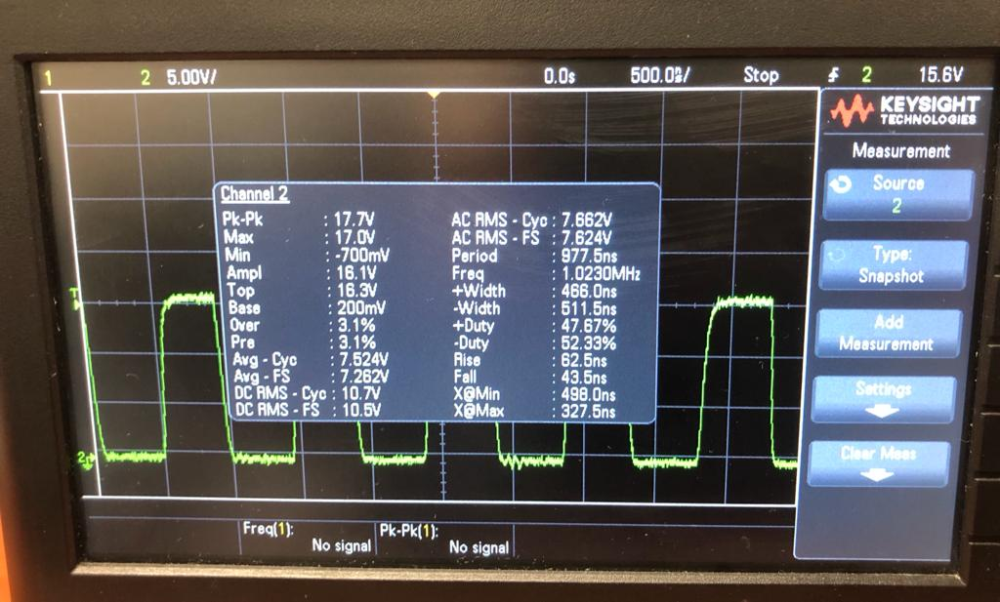 1 2 5.00V/ 0.0s 500.0ns/ Stop 2 15.6V
KEYSIGHT
TECHNOLOGIES
Measurement
Source
2
Type:
Snapshot
Add
Measurement
Settings
Clear Meas
Channel 2
Pk-Pk : 17.7V AC RMS - Cyc : 7.662V
Max : 17.0V AC RMS - FS : 7.624V
Min : -700mV Period : 977.5ns
Ampl : 16.1V Freq : 1.0230MHz
Top : 16.3V +Width : 466.0ns
Base : 200mV -Width : 511.5ns
Over : 3.1% +Duty : 47.67%
Pre : 3.1% -Duty : 52.33%
Avg - Cyc : 7.524V Rise : 62.5ns
Avg - FS : 7.262V Fall : 43.5ns
DC RMS - Cyc : 10.7V X@Min : 498.0ns
DC RMS - FS : 10.5V X@Max : 327.5ns
T
2
Freq(1): Pk-Pk(1):
No signal No signal